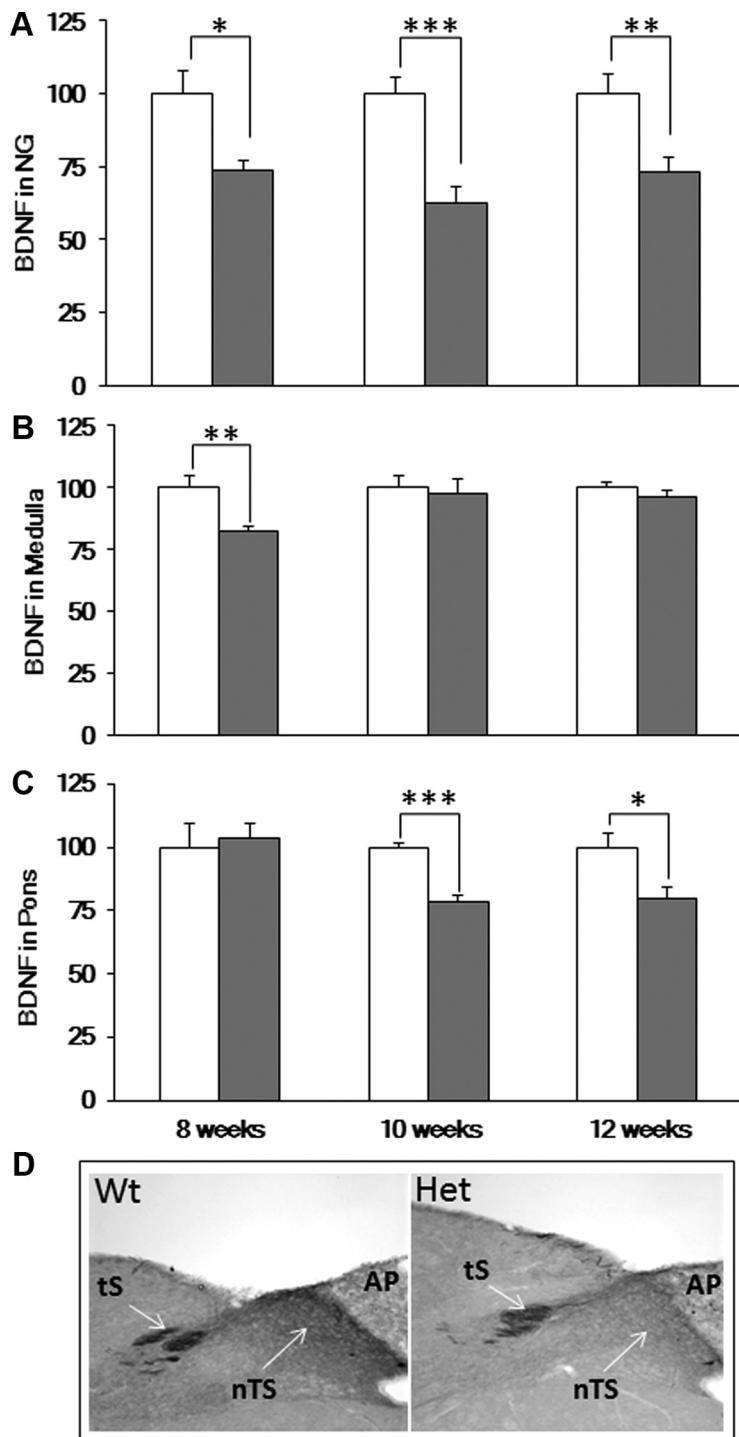 A
125
100
75
50
25
0
BDNF in NG
*
***
**
B
125
100
75
50
25
0
BDNF in Medulla
**
C
125
100
75
50
25
0
BDNF in Pons
***
*
8 weeks 10 weeks 12 weeks
D
Wt
tS
AP
nTS
Het
tS
AP
nTS